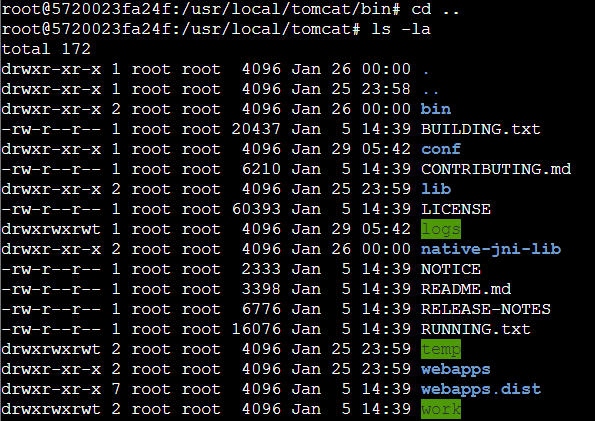 root@5720023fa24f:/usr/local/tomcat/bin# cd ..
root@5720023fa24f:/usr/local/tomcat# ls -la
total 172
drwxr-xr-x 1 root root  4096 Jan 26 00:00 .
drwxr-xr-x 1 root root  4096 Jan 25 23:58 ..
drwxr-xr-x 2 root root  4096 Jan 26 00:00 bin
-rw-r--r-- 1 root root 20437 Jan  5 14:39 BUILDING.txt
drwxr-xr-x 1 root root  4096 Jan 29 05:42 conf
-rw-r--r-- 1 root root  6210 Jan  5 14:39 CONTRIBUTING.md
drwxr-xr-x 2 root root  4096 Jan 25 23:59 lib
-rw-r--r-- 1 root root 60393 Jan  5 14:39 LICENSE
drwxrwxrwt 1 root root  4096 Jan 29 05:42 logs
drwxr-xr-x 2 root root  4096 Jan 26 00:00 native-jni-lib
-rw-r--r-- 1 root root  2333 Jan  5 14:39 NOTICE
-rw-r--r-- 1 root root  3398 Jan  5 14:39 README.md
-rw-r--r-- 1 root root  6776 Jan  5 14:39 RELEASE-NOTES
-rw-r--r-- 1 root root 16076 Jan  5 14:39 RUNNING.txt
drwxrwxrwt 2 root root  4096 Jan 25 23:59 temp
drwxr-xr-x 2 root root  4096 Jan 25 23:59 webapps
drwxr-xr-x 7 root root  4096 Jan  5 14:39 webapps.dist
drwxrwxrwt 2 root root  4096 Jan  5 14:39 work